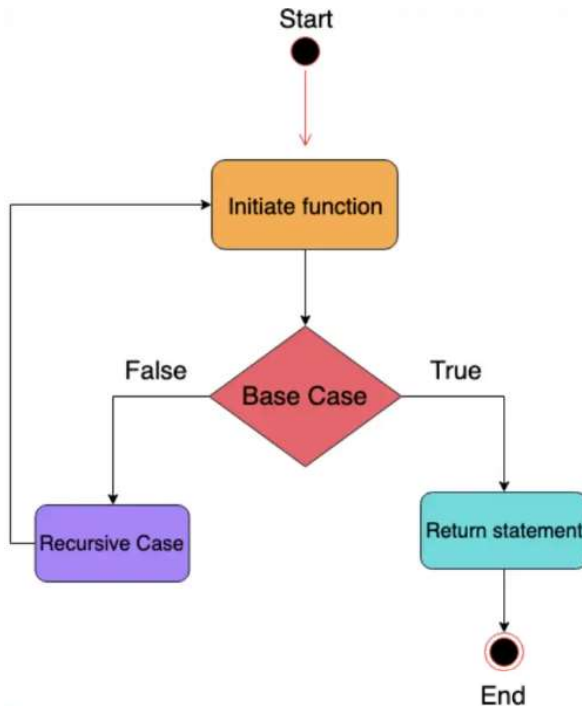 Start
Initiate function
False
True
Base Case
Recursive Case
Return statement
End